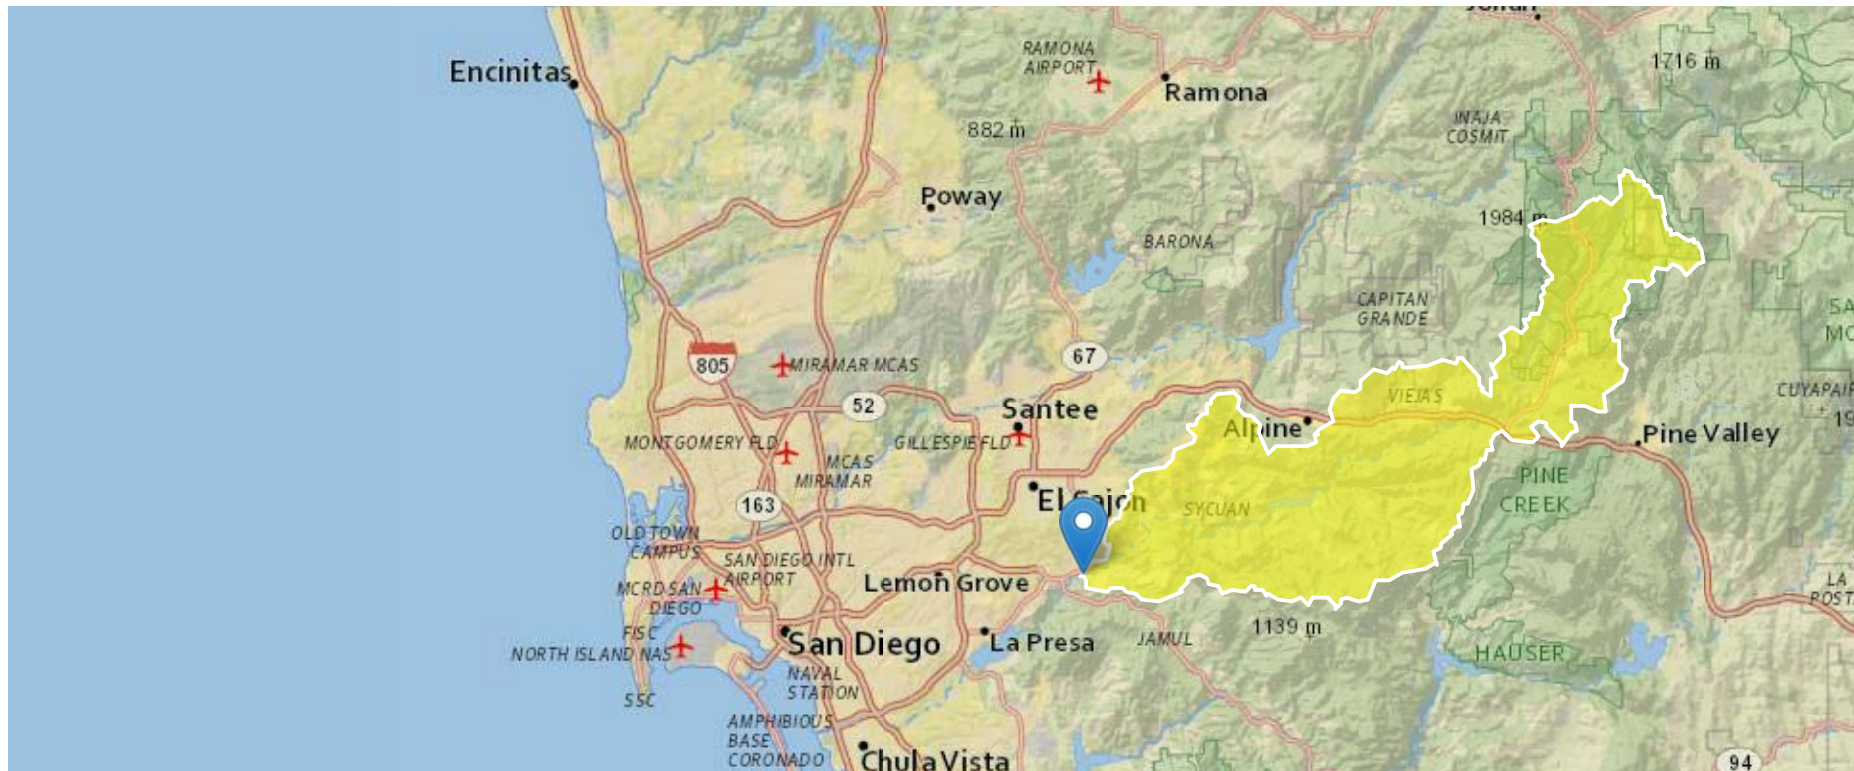 Encinitas
RAMONA
AIRPORT
Ramona
1716 m
882 m
INAJA
COSMIT
Poway
1984 m
BARONA
CAPITAN
GRANDE
805
MIRAMAR MCAS
67
52
Santee
VIEJAS
CUYAPAIP
MONTGOMERY FLD
GILLESPIE FLD
Alpine
Pine Valley
MCAS
MIRAMAR
163
El Cajon
SYCUAN
PINE
CREEK
OLD TOWN
CAMPUS
SAN DIEGO INTL
AIRPORT
Lemon Grove
MCRD SAN
DIEGO
FISC
NORTH ISLAND NAS
San Diego
La Presa
JAMUL
1139 m
HAUSER
LA
POST
NAVAL
STATION
SSC
AMPHIBIOUS
BASE
CORONADO
Chula Vista
94